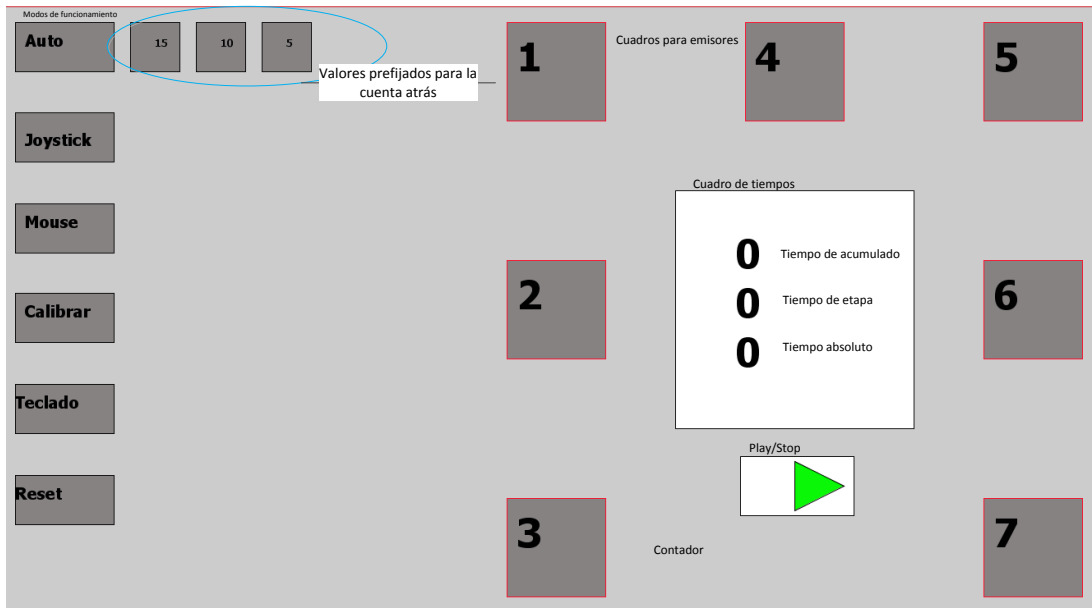 Modos de funcionamiento
Auto
15
10
5
Valores prefijados para la
cuenta atrás
Joystick
Mouse
Calibrar
Teclado
Reset
1
Cuadros para emisores
4
5
2
Cuadro de tiempos
0 Tiempo de acumulado
0 Tiempo de etapa
0 Tiempo absoluto
6
Play/Stop
3
Contador
7